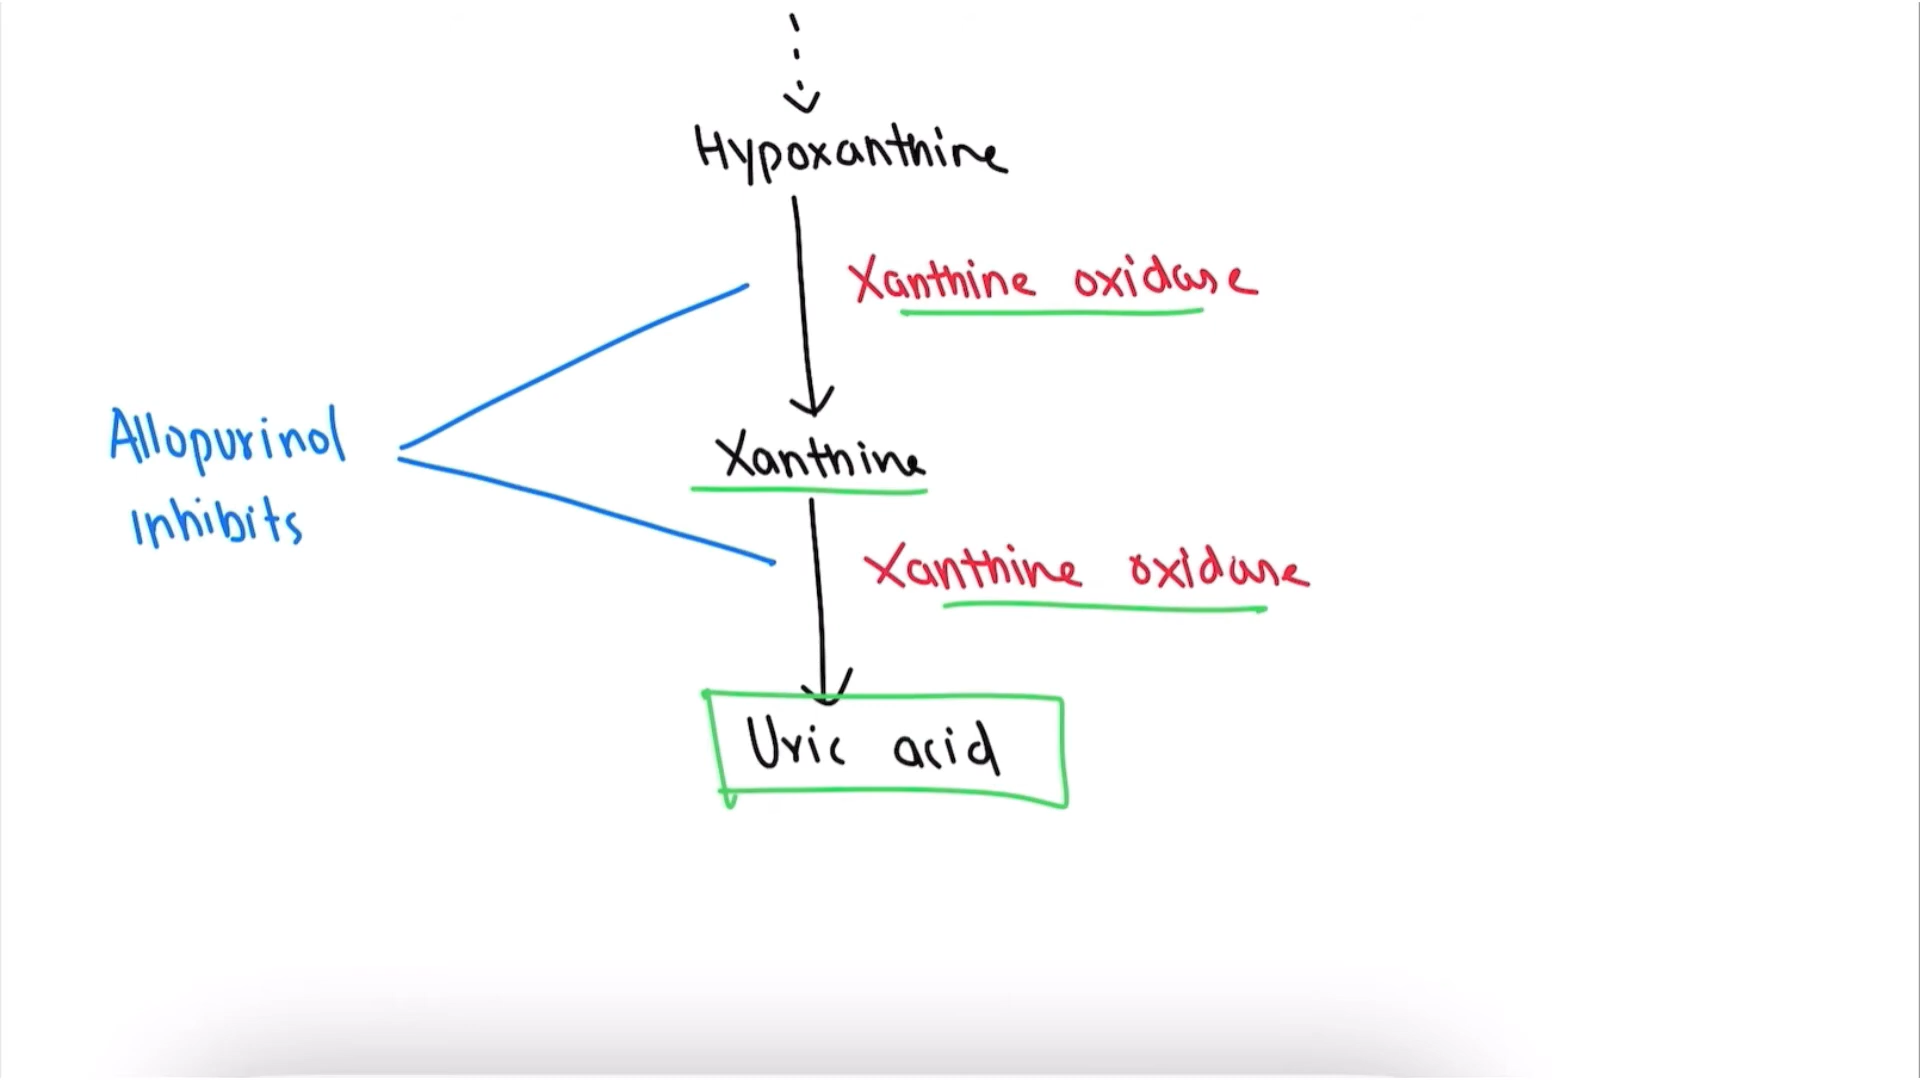 Hypoxanthine
Xanthine oxidase
Allopurinol
inhibits
Xanthine
Xanthine oxidase
Uric acid